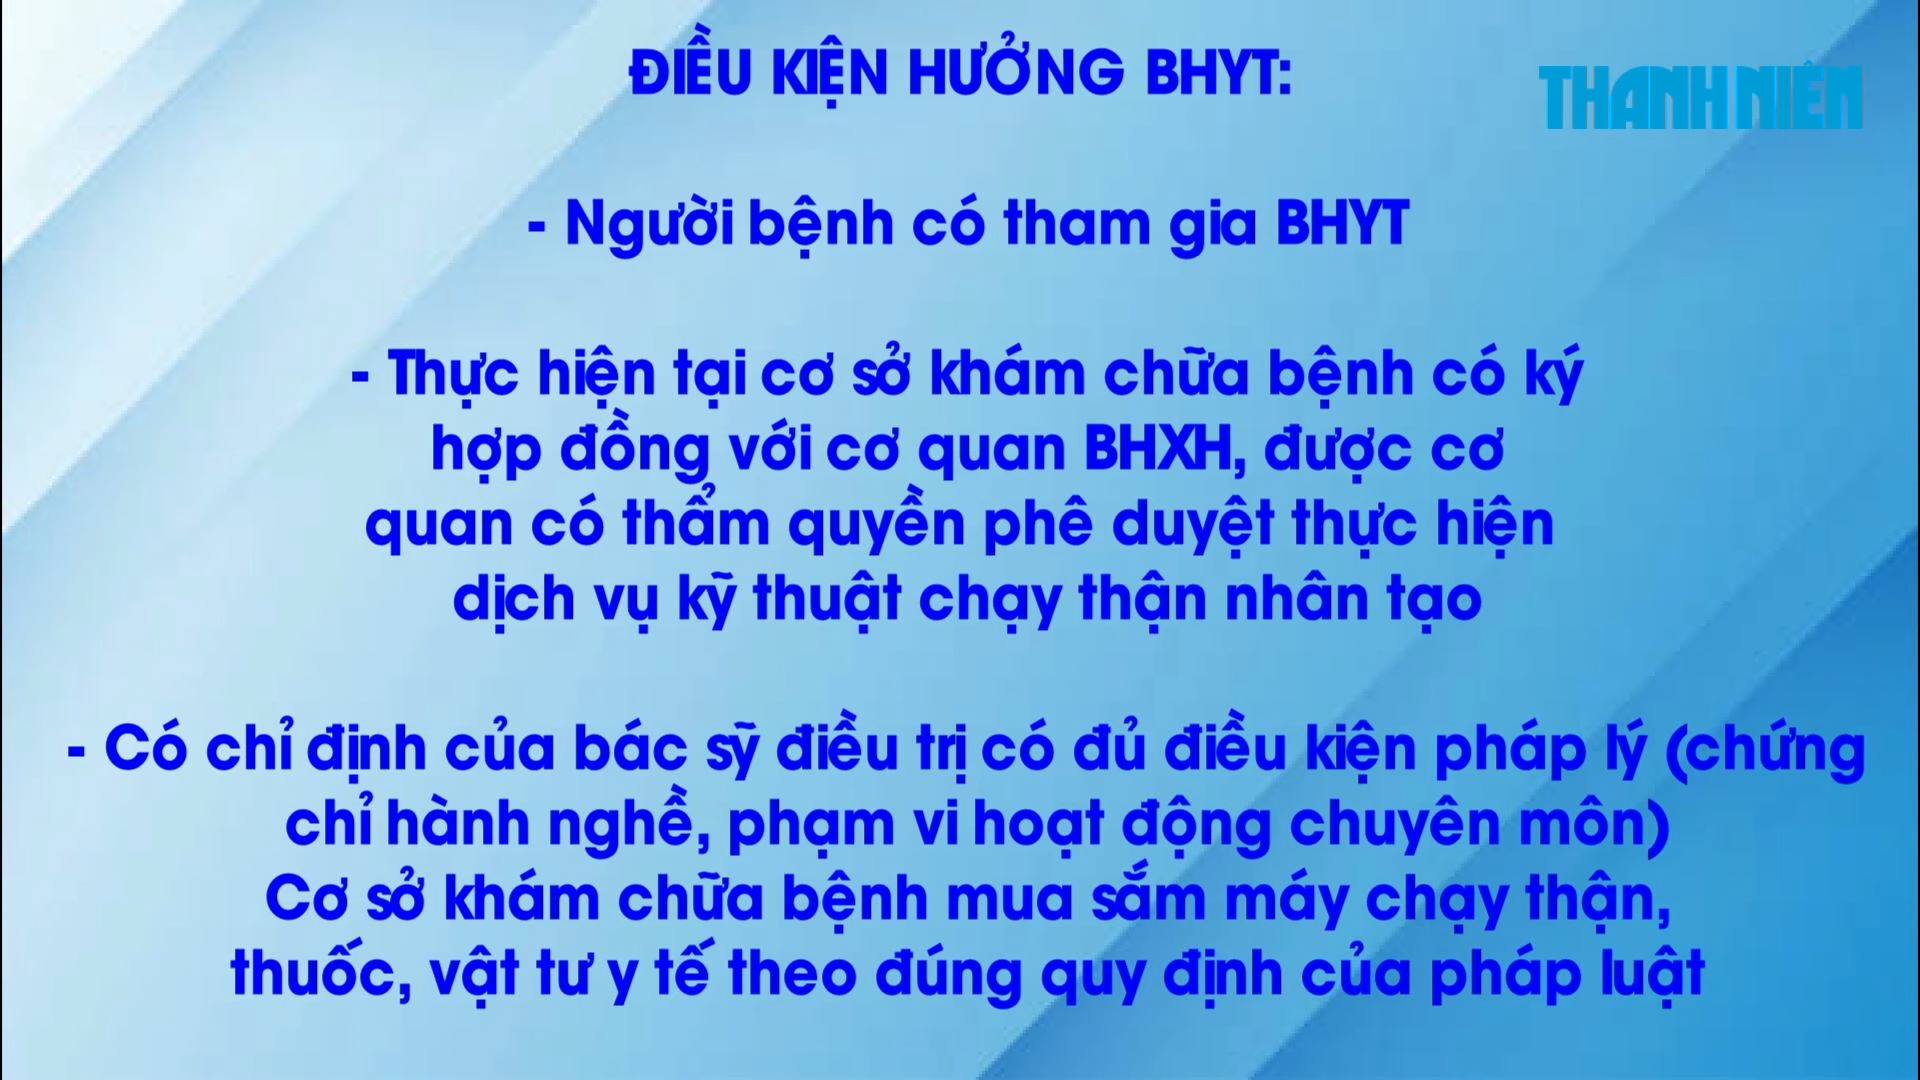 ĐIỀU KIỆN HƯỞNG BHYT:
THANH NIÊN
- Người bệnh có tham gia BHYT
- Thực hiện tại cơ sở khám chữa bệnh có ký
hợp đồng với cơ quan BHXH, được cơ
quan có thẩm quyền phê duyệt thực hiện
dịch vụ kỹ thuật chạy thận nhân tạo
- Có chỉ định của bác sỹ điều trị có đủ điều kiện pháp lý (chứng
chỉ hành nghề, phạm vi hoạt động chuyên môn)
Cơ sở khám chữa bệnh mua sắm máy chạy thận,
thuốc, vật tư y tế theo đúng quy định của pháp luật